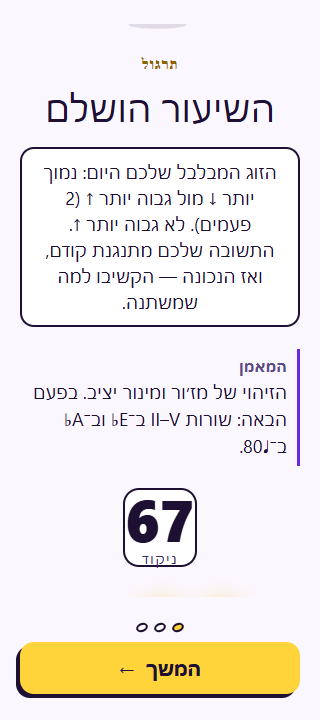 תרגול
השיעור הושלם
הזוג המבלבל שלכם היום: נמוך
יותר ↓ מול גבוה יותר ↑ (2
פעמים). לא גבוה יותר ↑.
התשובה שלכם מתנגנת קודם,
ואז הנכונה — הקשיבו למה
שמשתנה.
המאמן
הזיהוי של מז׳ור ומינור יציב. בפעם
הבאה: שורות II–V ב־E♭ וב־A♭
ב־♩80.
67
ניקוד
המשך ←